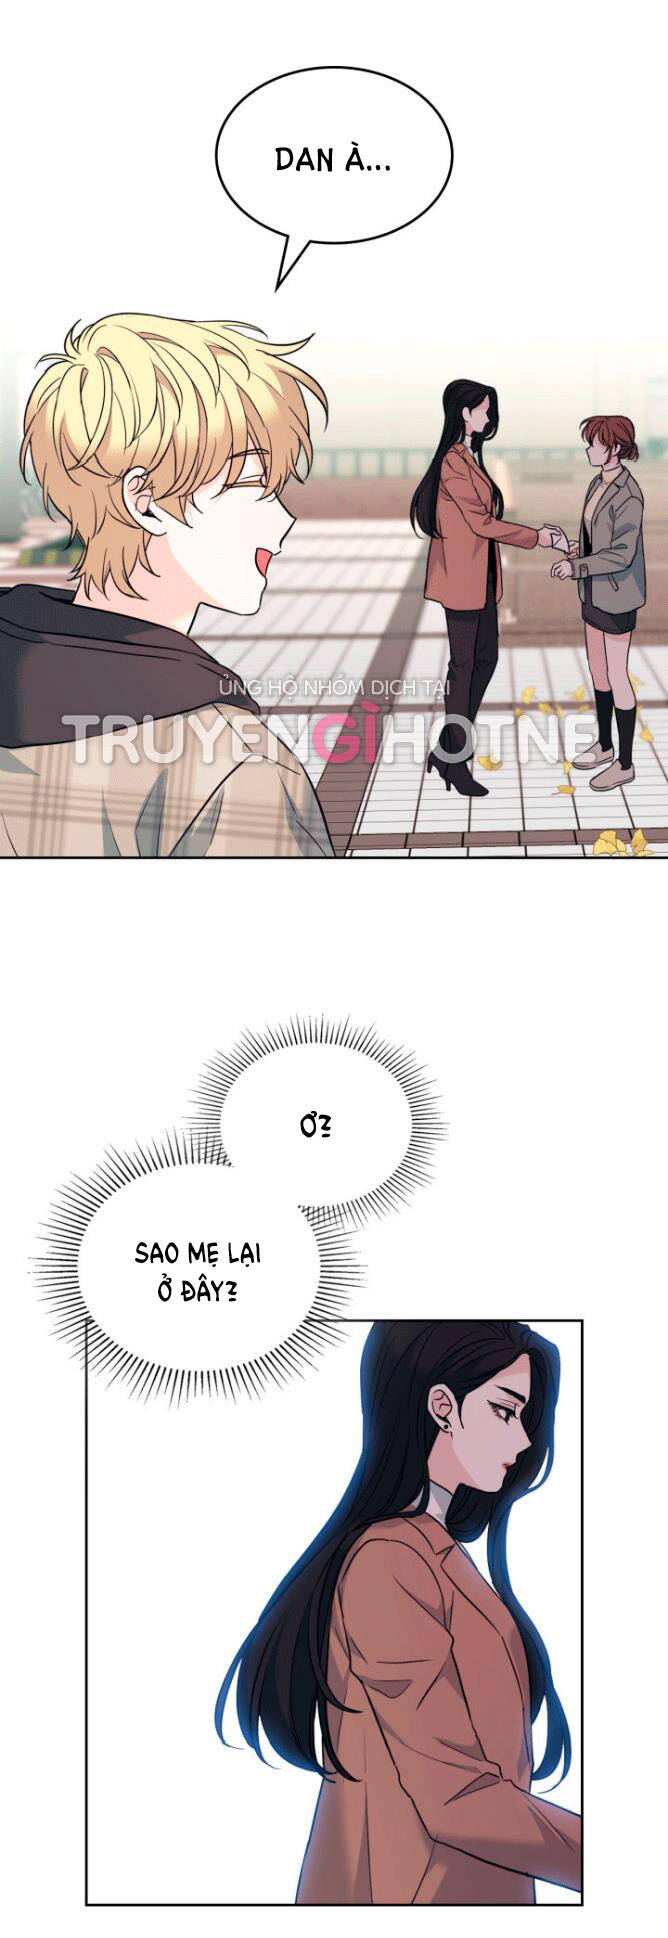 DAN À...
ỦNG HỘ NHÓM DỊCH TẠI
TRUYENGIHOTNE
Ơ?
SAO MẸ LẠI
Ở ĐÂY?